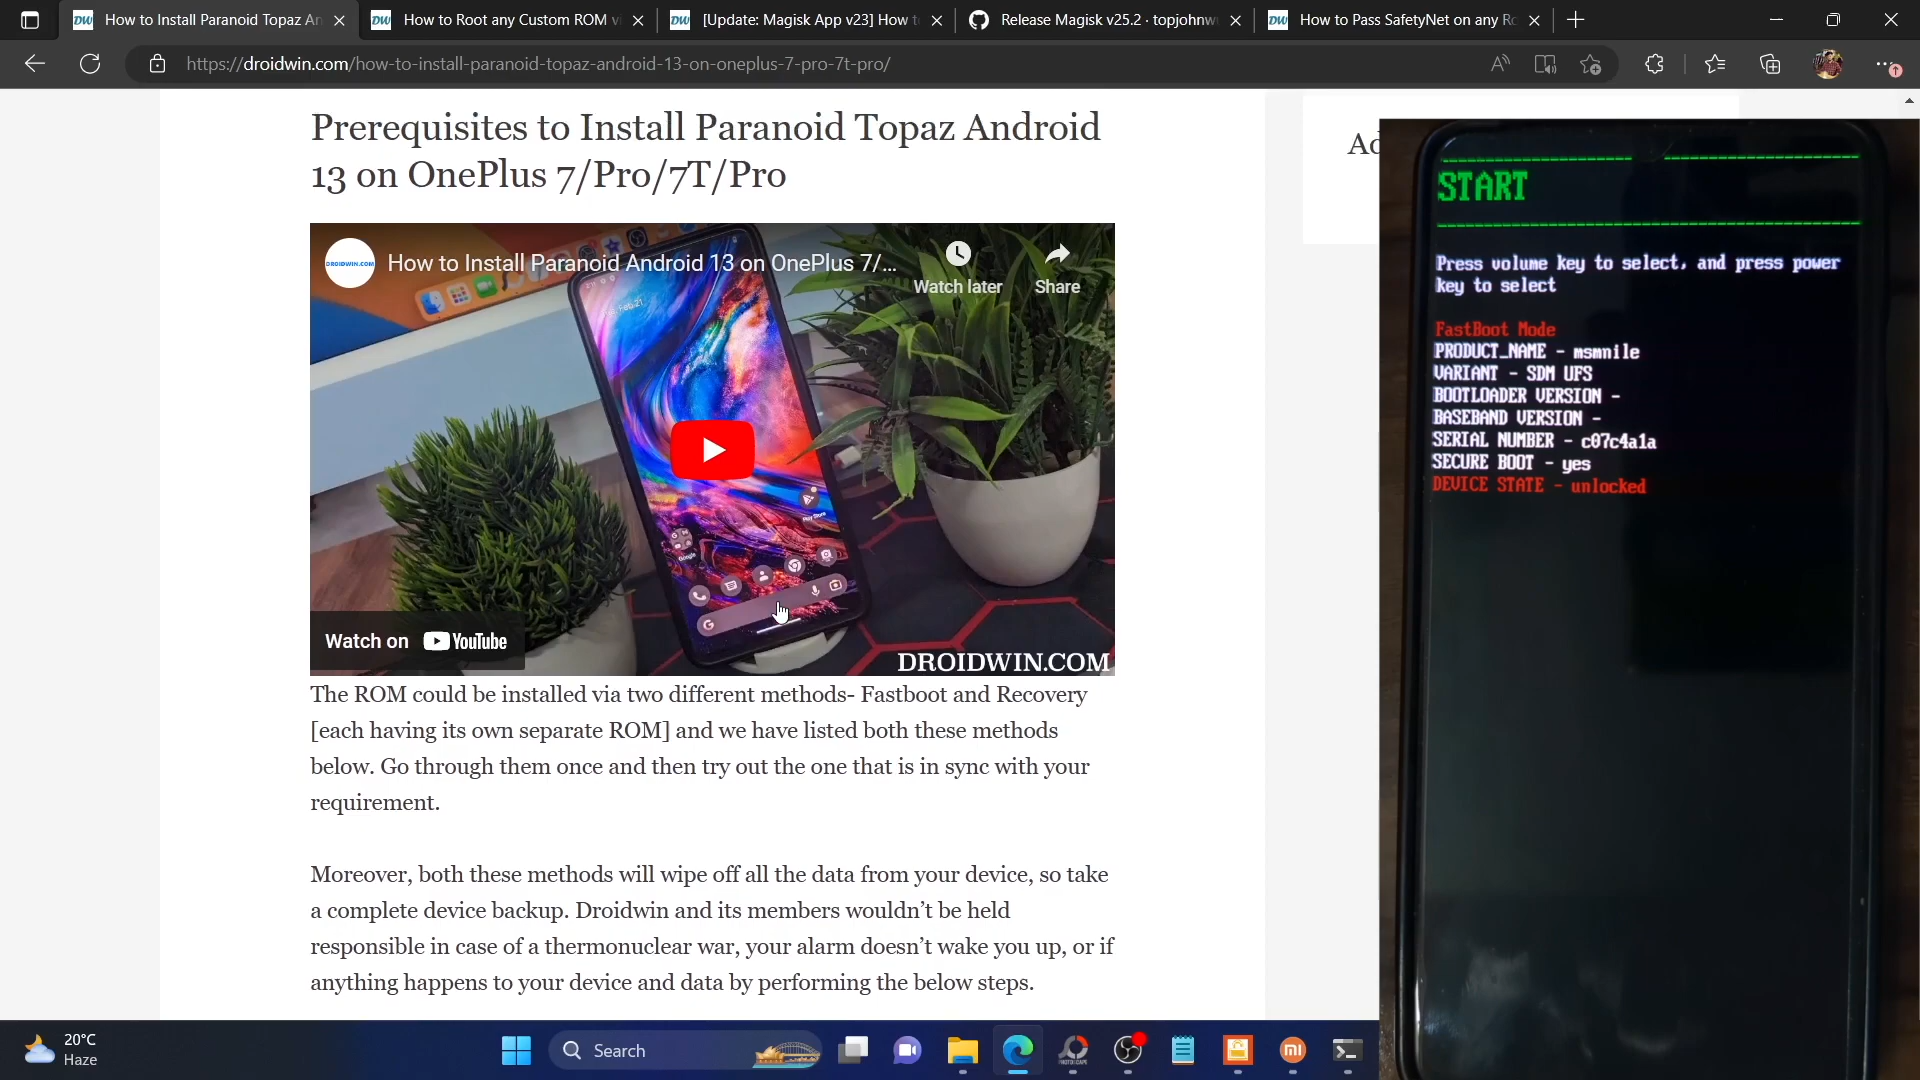 How to Install Paranoid Topaz An
How to Root any Custom ROM vi
[Update: Magisk App v23] How t
Release Magisk v25.2 · topjohnw
How to Pass SafetyNet on any Ro
https://droidwin.com/how-to-install-paranoid-topaz-android-13-on-oneplus-7-pro-7t-pro/
Prerequisites to Install Paranoid Topaz Android
13 on OnePlus 7/Pro/7T/Pro
DROIDWIN.COM
How to Install Paranoid Android 13 on OnePlus 7/...
Watch later
Share
Play Store
Google
Watch on YouTube
DROIDWIN.COM
The ROM could be installed via two different methods- Fastboot and Recovery
[each having its own separate ROM] and we have listed both these methods
below. Go through them once and then try out the one that is in sync with your
requirement.
Moreover, both these methods will wipe off all the data from your device, so take
a complete device backup. Droidwin and its members wouldn't be held
responsible in case of a thermonuclear war, your alarm doesn't wake you up, or if
anything happens to your device and data by performing the below steps.
Ad
START
Press volume key to select, and press power
key to select
FastBoot Mode
PRODUCT_NAME - msmnile
VARIANT - SDM UFS
BOOTLOADER VERSION -
BASEBAND VERSION -
SERIAL NUMBER - c07c4a1a
SECURE BOOT - yes
DEVICE STATE - unlocked
20°C
Haze
Search